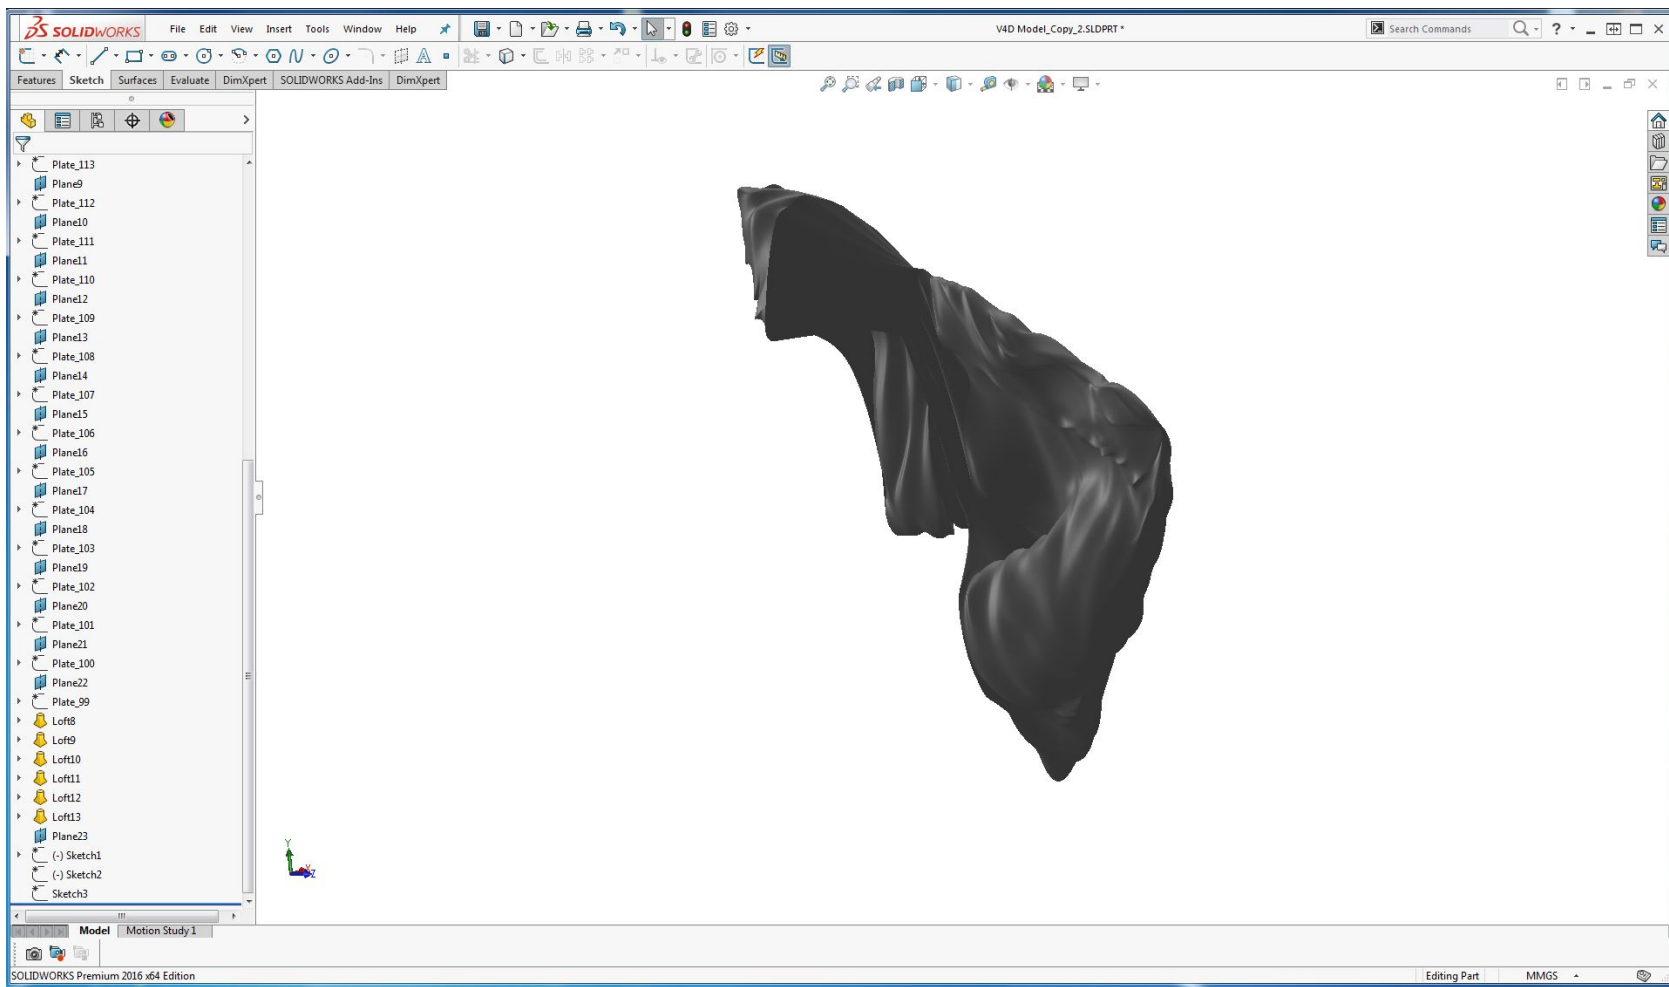 SOLIDWORKS File Edit View Insert Tools Window Help V4D Model_Copy_2.SLDPRT * Search Commands ?
Features Sketch Surfaces Evaluate DimXpert SOLIDWORKS Add-Ins DimXpert
Plate_113
Plane9
Plate_112
Plane10
Plate_111
Plane11
Plate_110
Plane12
Plate_109
Plane13
Plate_108
Plane14
Plate_107
Plane15
Plate_106
Plane16
Plate_105
Plane17
Plate_104
Plane18
Plate_103
Plane19
Plate_102
Plane20
Plate_101
Plane21
Plate_100
Plane22
Plate_99
Loft8
Loft9
Loft10
Loft11
Loft12
Loft13
Plane23
(-) Sketch1
(-) Sketch2
Sketch3
Y
X
Z
Model Motion Study 1
SOLIDWORKS Premium 2016 x64 Edition Editing Part MMGS